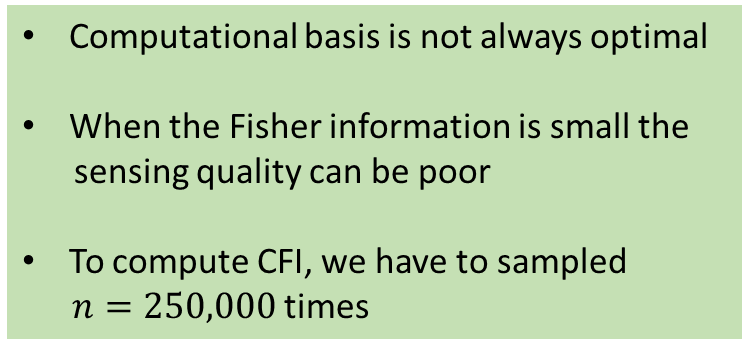 • Computational basis is not always optimal
• When the Fisher information is small the
sensing quality can be poor
• To compute CFI, we have to sampled
n = 250,000 times